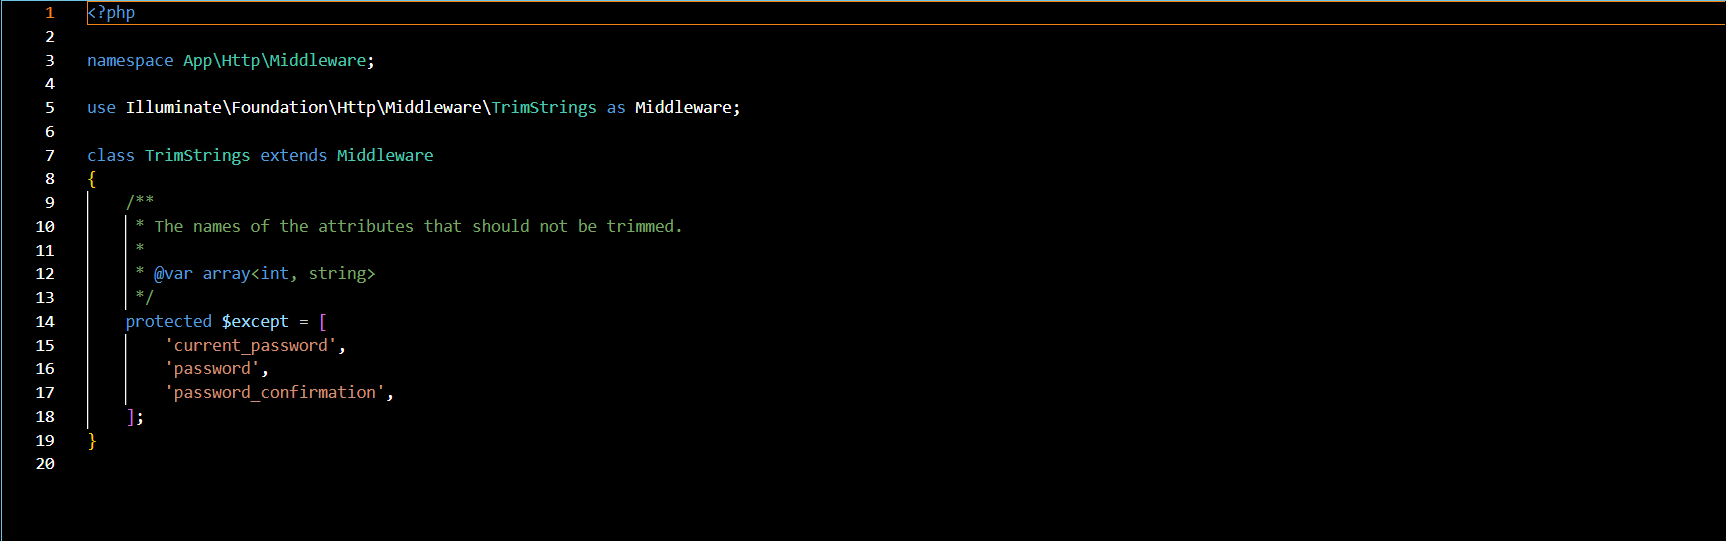 1 <?php
2
3 namespace App\Http\Middleware;
4
5 use Illuminate\Foundation\Http\Middleware\TrimStrings as Middleware;
6
7 class TrimStrings extends Middleware
8 {
9     /**
10      * The names of the attributes that should not be trimmed.
11      *
12      * @var array<int, string>
13      */
14     protected $except = [
15         'current_password',
16         'password',
17         'password_confirmation',
18     ];
19 }
20